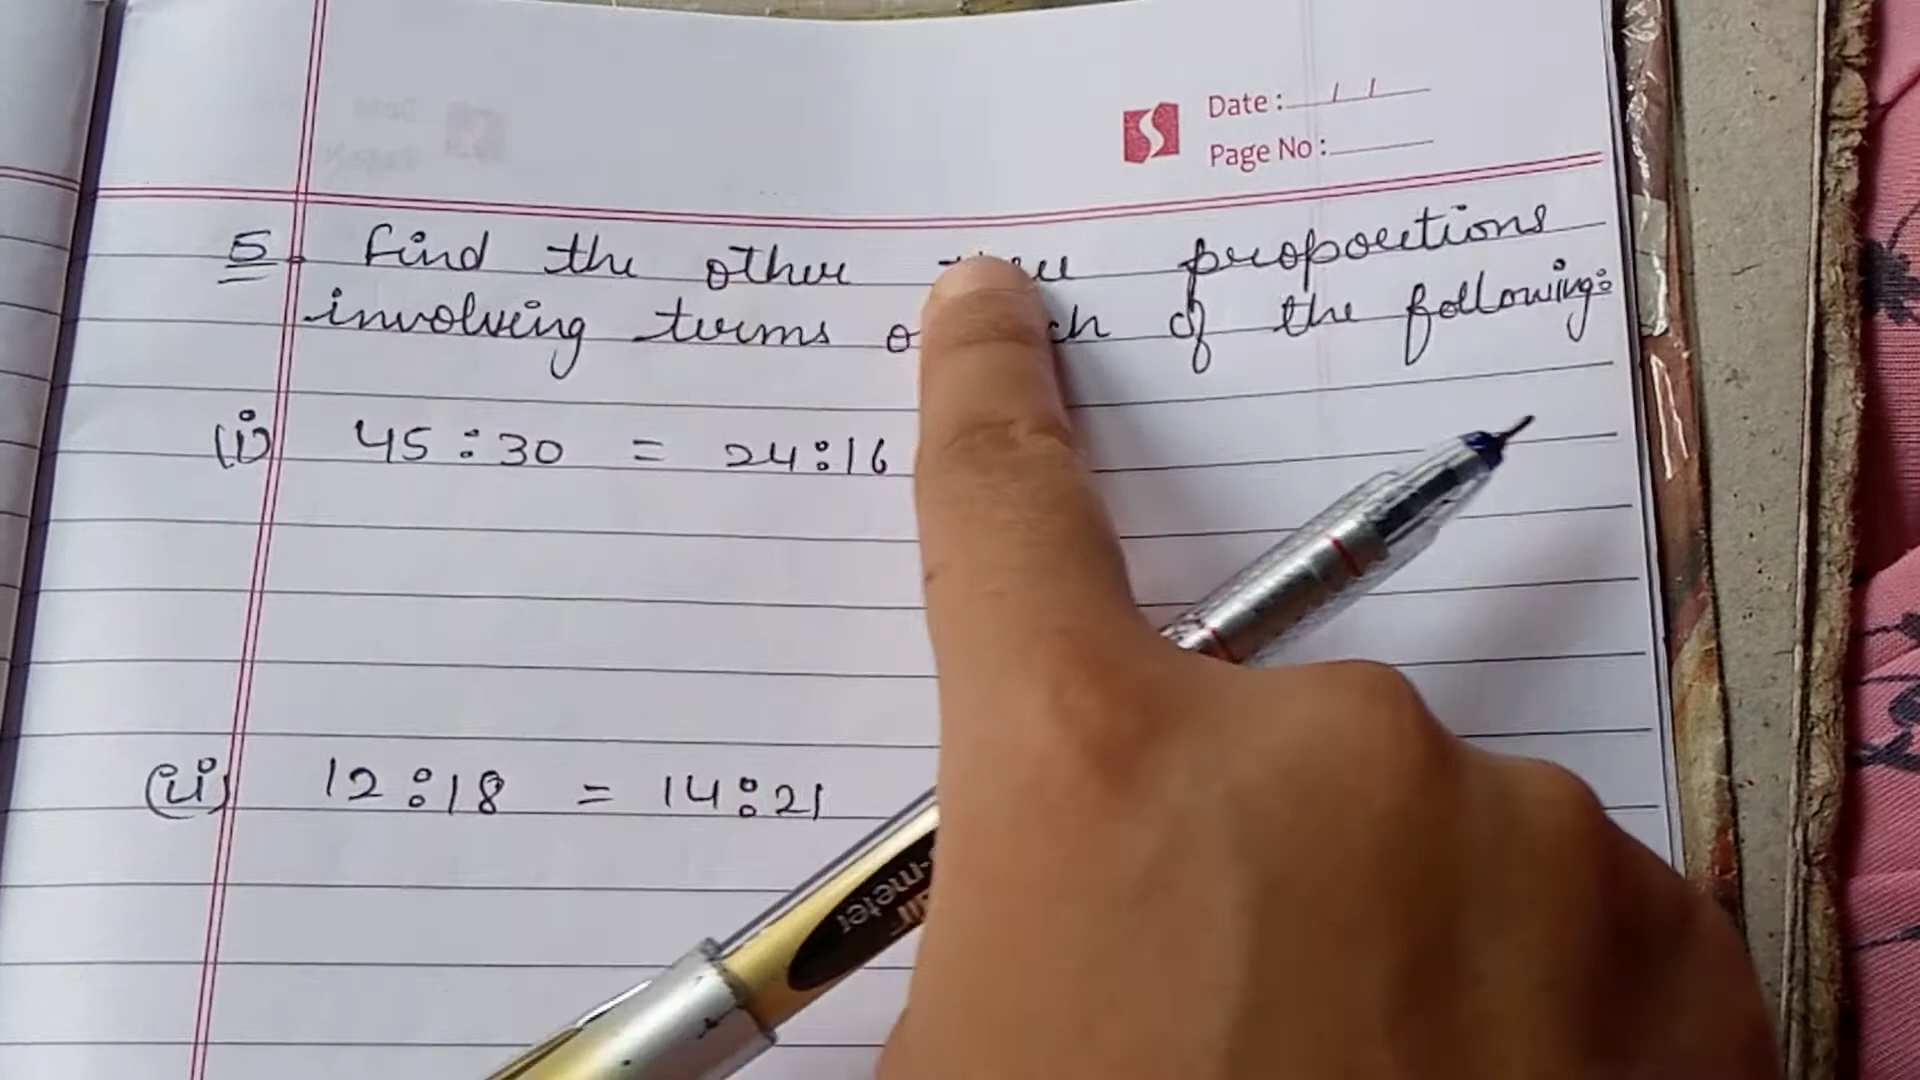 Date :
Page No :
5. Find the other proportions
involving terms of the following:
(i) 45:30 = 24:16
(ii) 12:18 = 14:21
meter